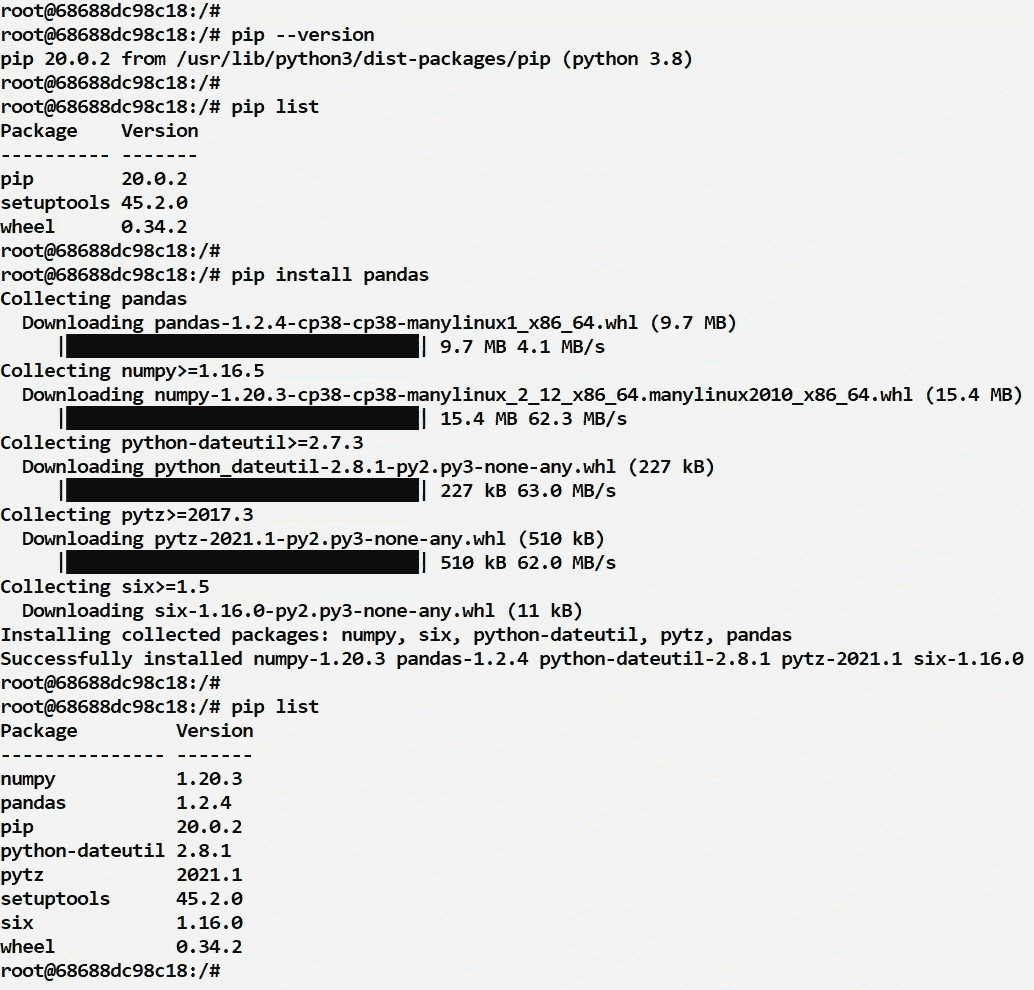 root@68688dc98c18:/#
root@68688dc98c18:/# pip --version
pip 20.0.2 from /usr/lib/python3/dist-packages/pip (python 3.8)
root@68688dc98c18:/#
root@68688dc98c18:/# pip list
Package    Version
---------- -------
pip        20.0.2
setuptools 45.2.0
wheel      0.34.2
root@68688dc98c18:/#
root@68688dc98c18:/# pip install pandas
Collecting pandas
  Downloading pandas-1.2.4-cp38-cp38-manylinux1_x86_64.whl (9.7 MB)
     |████████████████████████████████| 9.7 MB 4.1 MB/s
Collecting numpy>=1.16.5
  Downloading numpy-1.20.3-cp38-cp38-manylinux_2_12_x86_64.manylinux2010_x86_64.whl (15.4 MB)
     |████████████████████████████████| 15.4 MB 62.3 MB/s
Collecting python-dateutil>=2.7.3
  Downloading python_dateutil-2.8.1-py2.py3-none-any.whl (227 kB)
     |████████████████████████████████| 227 kB 63.0 MB/s
Collecting pytz>=2017.3
  Downloading pytz-2021.1-py2.py3-none-any.whl (510 kB)
     |████████████████████████████████| 510 kB 62.0 MB/s
Collecting six>=1.5
  Downloading six-1.16.0-py2.py3-none-any.whl (11 kB)
Installing collected packages: numpy, six, python-dateutil, pytz, pandas
Successfully installed numpy-1.20.3 pandas-1.2.4 python-dateutil-2.8.1 pytz-2021.1 six-1.16.0
root@68688dc98c18:/#
root@68688dc98c18:/# pip list
Package         Version
--------------- -------
numpy           1.20.3
pandas          1.2.4
pip             20.0.2
python-dateutil 2.8.1
pytz            2021.1
setuptools      45.2.0
six             1.16.0
wheel           0.34.2
root@68688dc98c18:/#